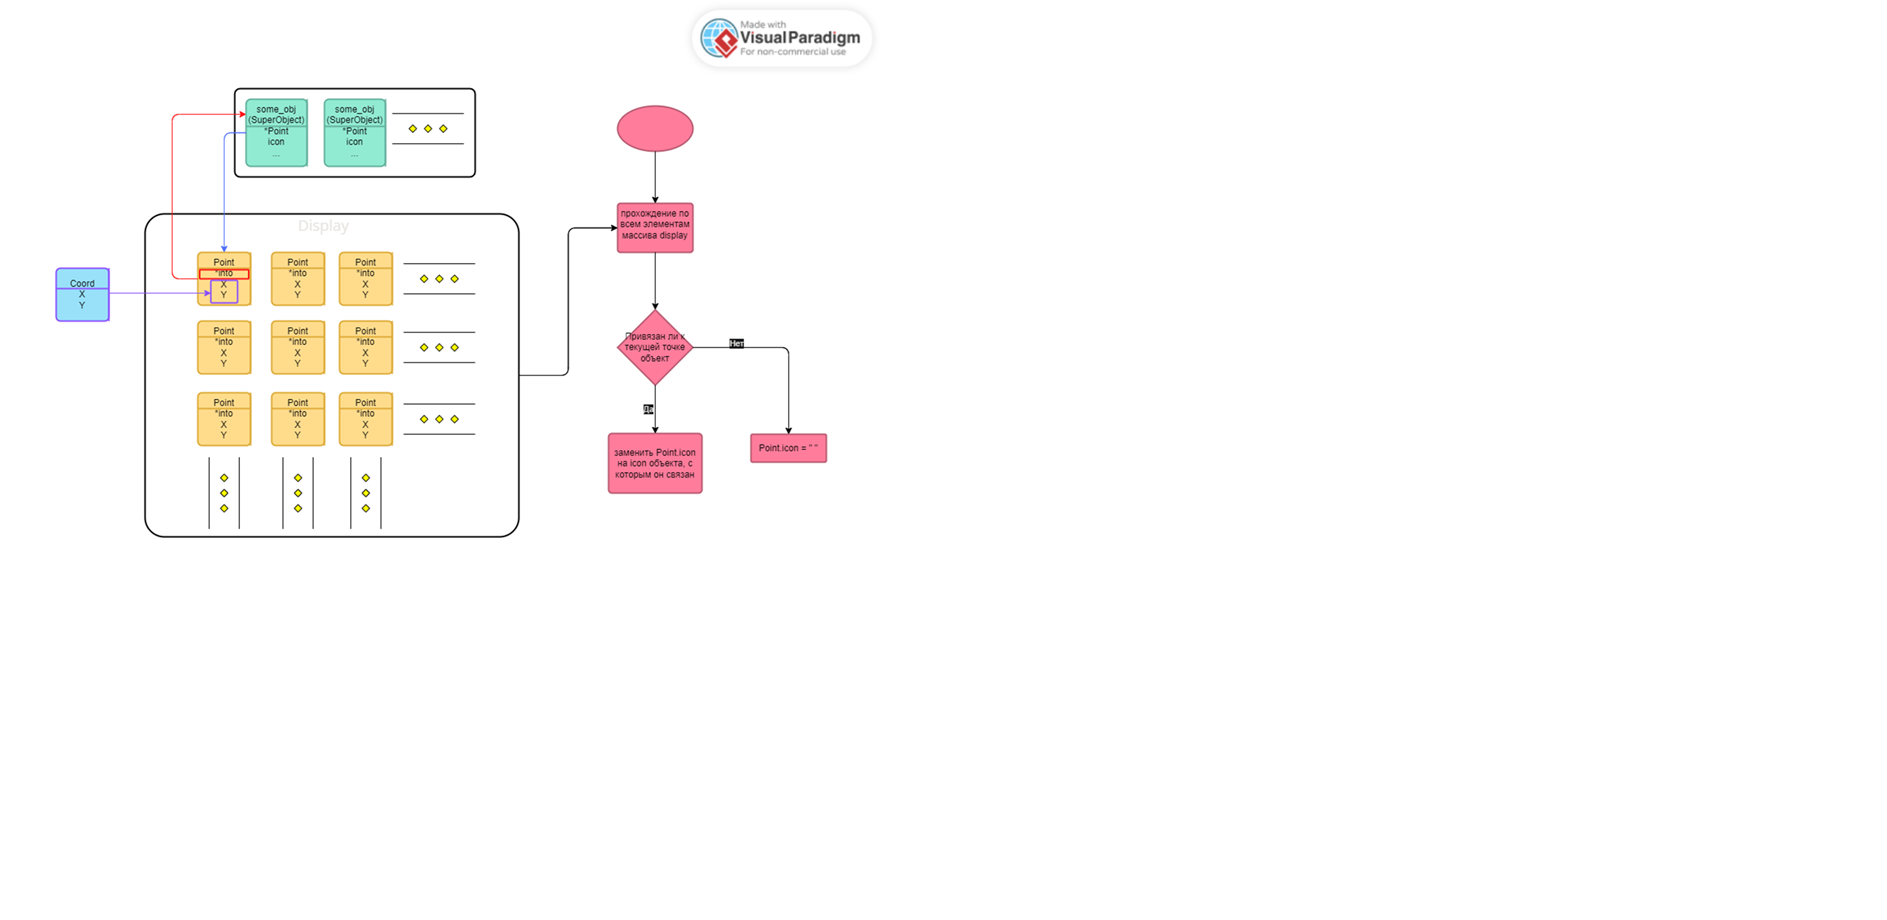 Made with
Visual Paradigm
For non-commercial use
some_obj
(SuperObject)
*Point
icon
...
some_obj
(SuperObject)
*Point
icon
...
Display
Point
*into
X
Y
Point
*into
X
Y
Point
*into
X
Y
Coord
X
Y
Point
*into
X
Y
Point
*into
X
Y
Point
*into
X
Y
Point
*into
X
Y
Point
*into
X
Y
Point
*into
X
Y
прохождение по
всем элементам
массива display
Привязан ли к
текущей точке
объект
Нет
Да
заменить Point.icon
на icon объекта, с
которым он связан
Point.icon = " "